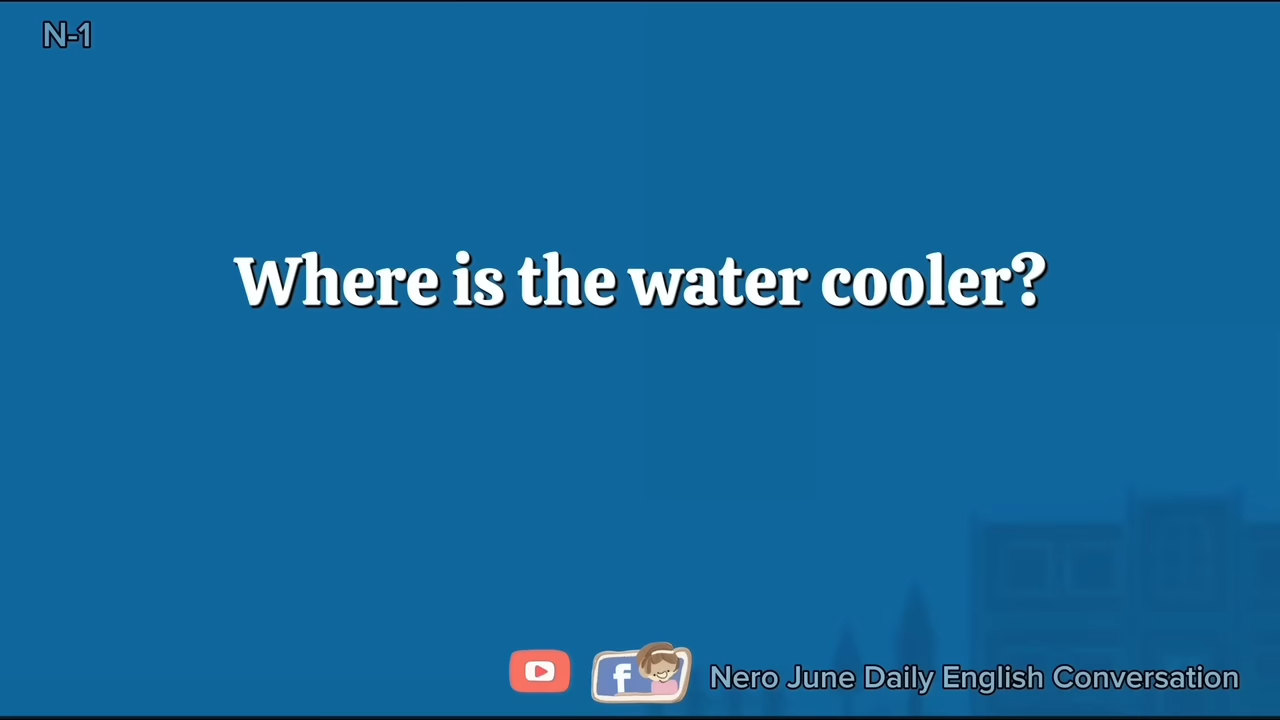 N-1
Where is the water cooler?
f
Nero June Daily English Conversation